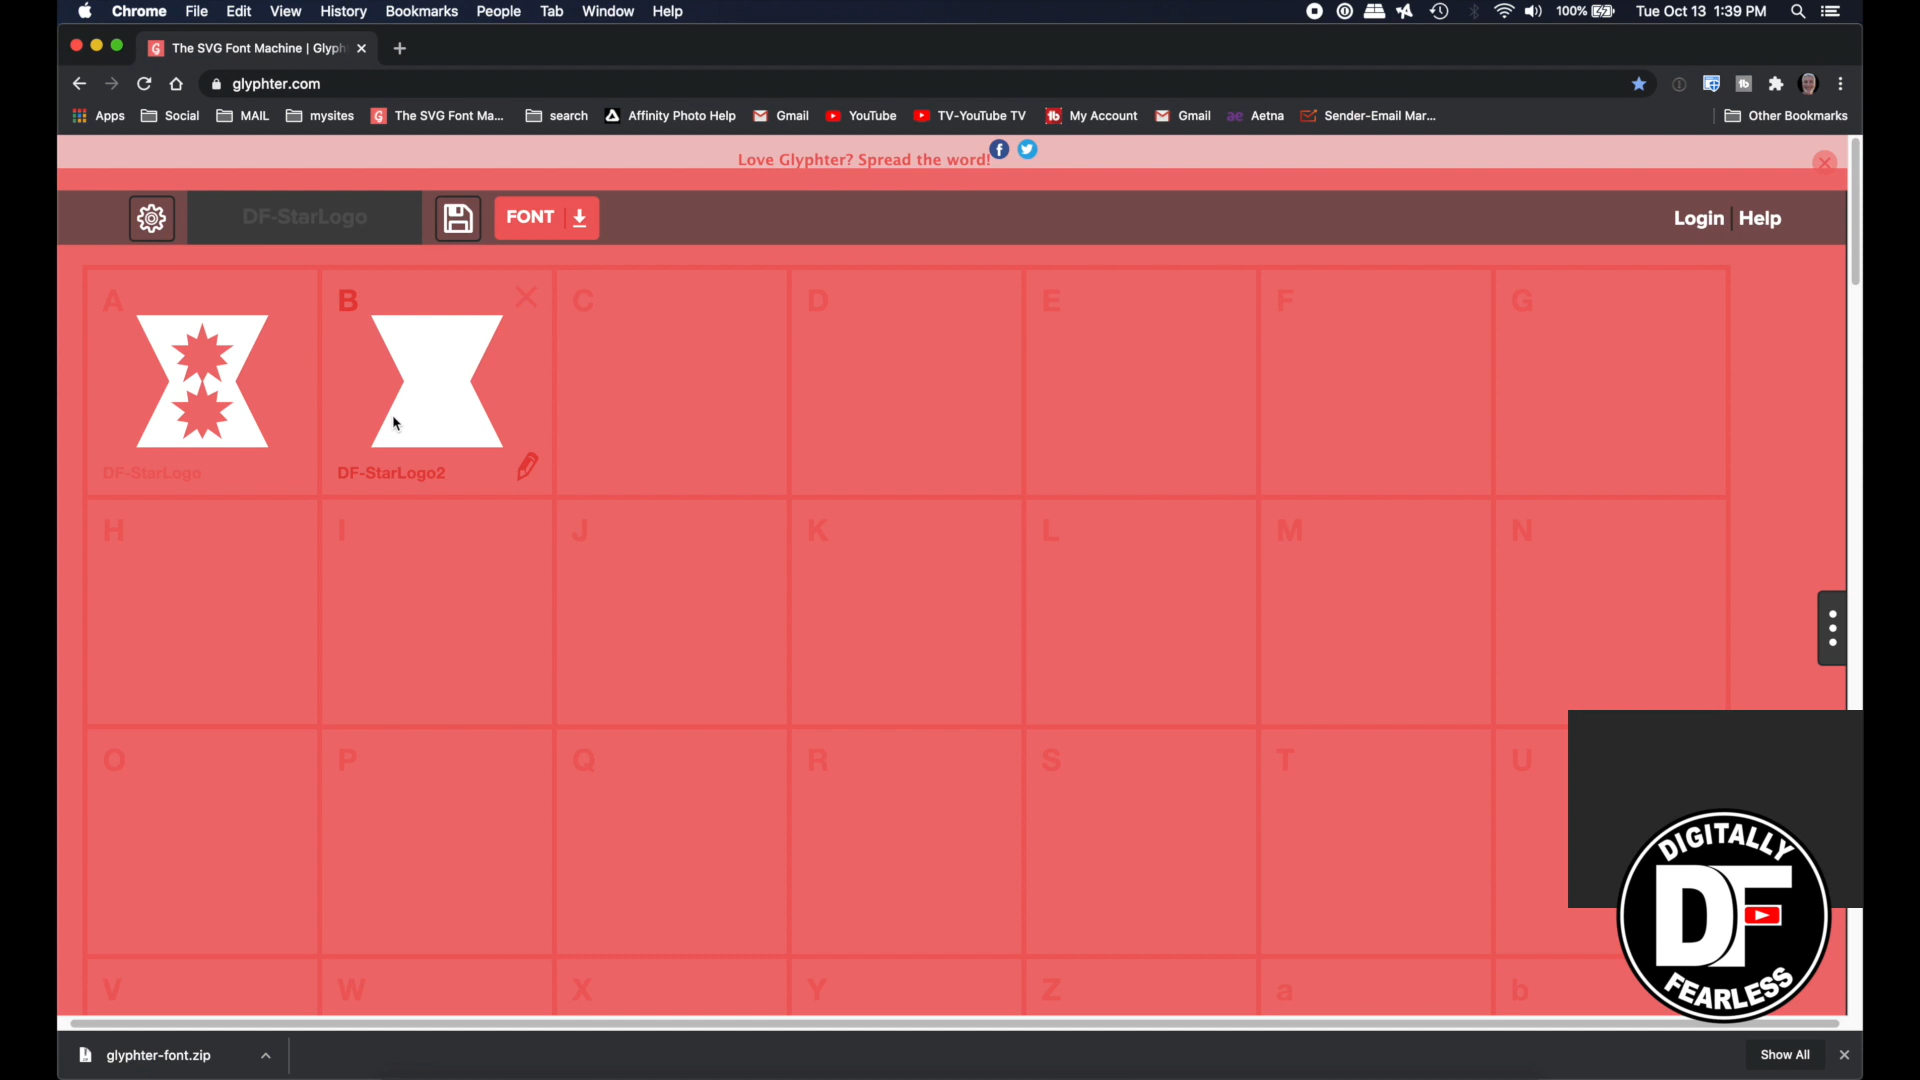 Chrome File Edit View History Bookmarks People Tab Window Help 100% Tue Oct 13 1:39 PM
The SVG Font Machine | Glyph
glyphter.com
Apps Social MAIL mysites The SVG Font Ma... search Affinity Photo Help Gmail YouTube TV-YouTube TV My Account Gmail Aetna Sender-Email Mar... Other Bookmarks
Love Glyphter? Spread the word!
DF-StarLogo FONT Login Help
A B C D E F G
DF-StarLogo DF-StarLogo2
H I J K L M N
O P Q R S T U
V W X Y Z a b
DIGITALLY
DF
FEARLESS
glyphter-font.zip Show All